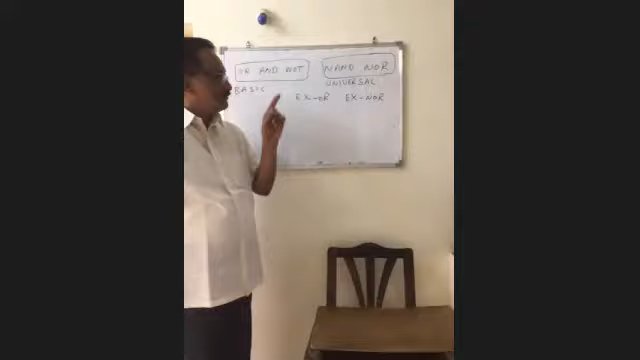 OR AND NOT NAND NOR
BASIC UNIVERSAL
EX-OR EX-NOR